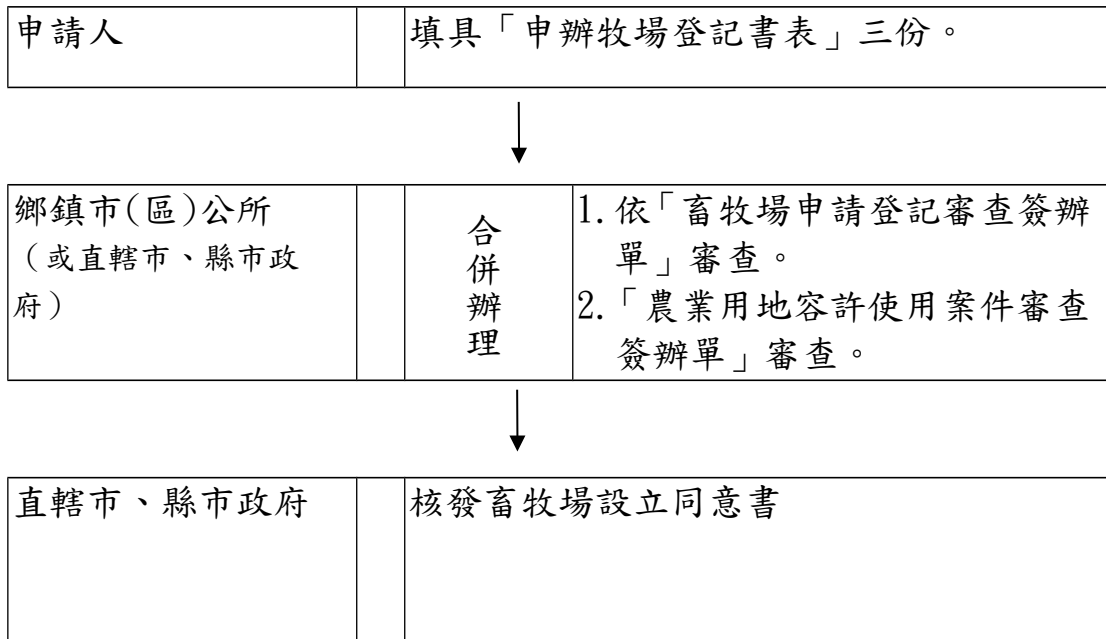 申請人
填具「申辦牧場登記書表」三份。
鄉鎮市(區)公所
（或直轄市、縣市政
府）
合併辦理
1.依「畜牧場申請登記審查簽辦
單」審查。
2.「農業用地容許使用案件審查
簽辦單」審查。
直轄市、縣市政府
核發畜牧場設立同意書